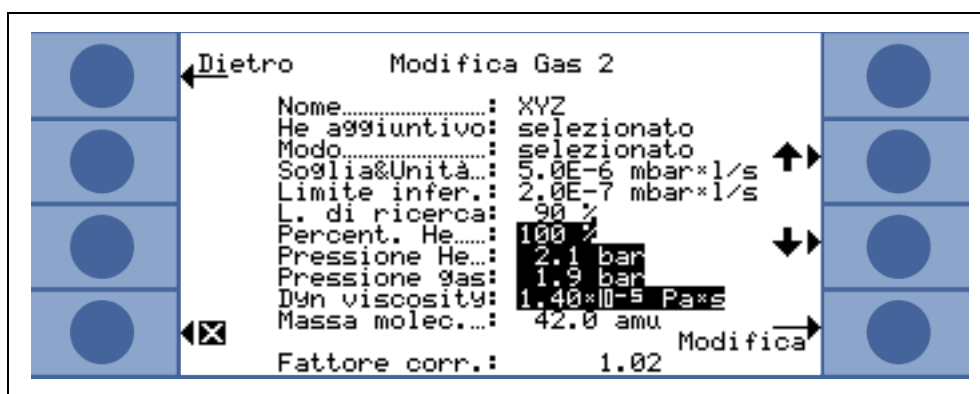 Dietro Modifica Gas 2
Nome......................: XYZ
He aggiuntivo: selezionato
Modo......................: selezionato
Soglia&Unità...: 5.0E-6 mbar×l/s
Limite infer.: 2.0E-7 mbar×l/s
L. di ricerca: 90 %
Percent. He.....: 100 %
Pressione He...: 2.1 bar
Pressione gas: 1.9 bar
Dyn viscosity: 1.40×10-5 Pa×s
Massa molec. ...: 42.0 amu
Modifica
Fattore corr.: 1.02